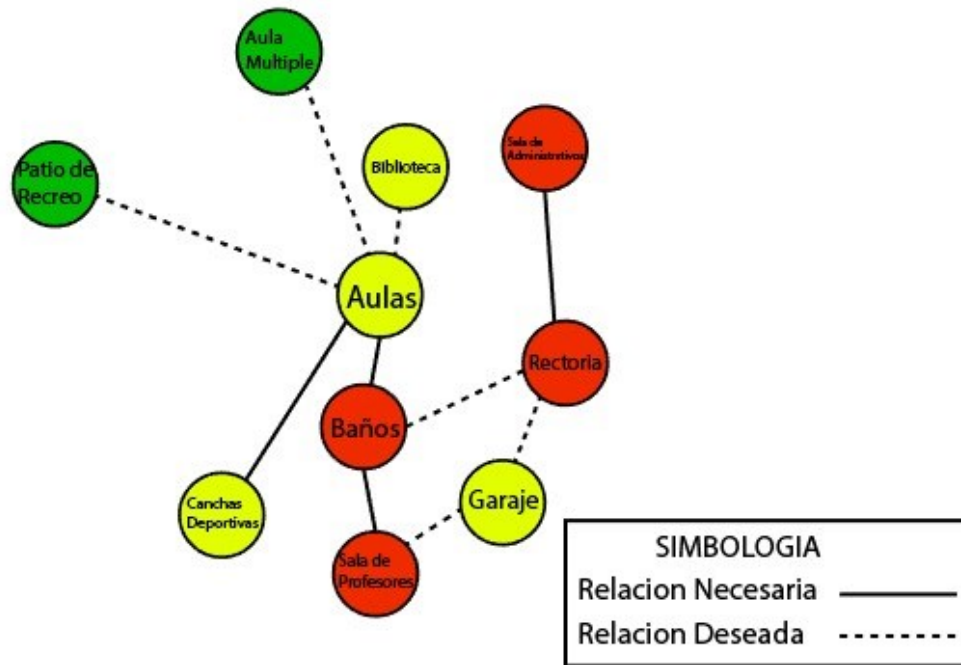 Aula
Multiple
Biblioteca
Sala de
Administrativos
Patio de
Recreo
Aulas
Rectoria
Baños
Canchas
Deportivas
Garaje
Sala de
Profesores
SIMBOLOGIA
Relacion Necesaria
Relacion Deseada